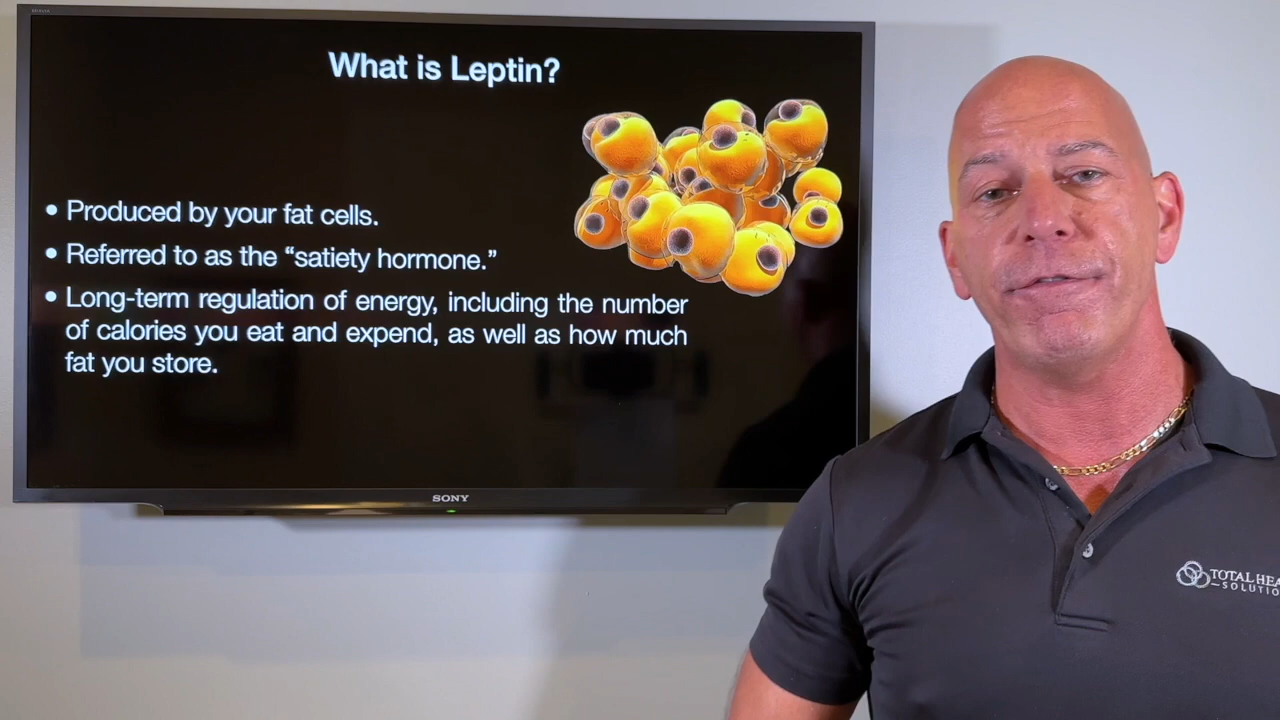 What is Leptin?
• Produced by your fat cells.
• Referred to as the “satiety hormone.”
• Long-term regulation of energy, including the number
of calories you eat and expend, as well as how much
fat you store.
SONY
TOTAL HEA
SOLUTIO